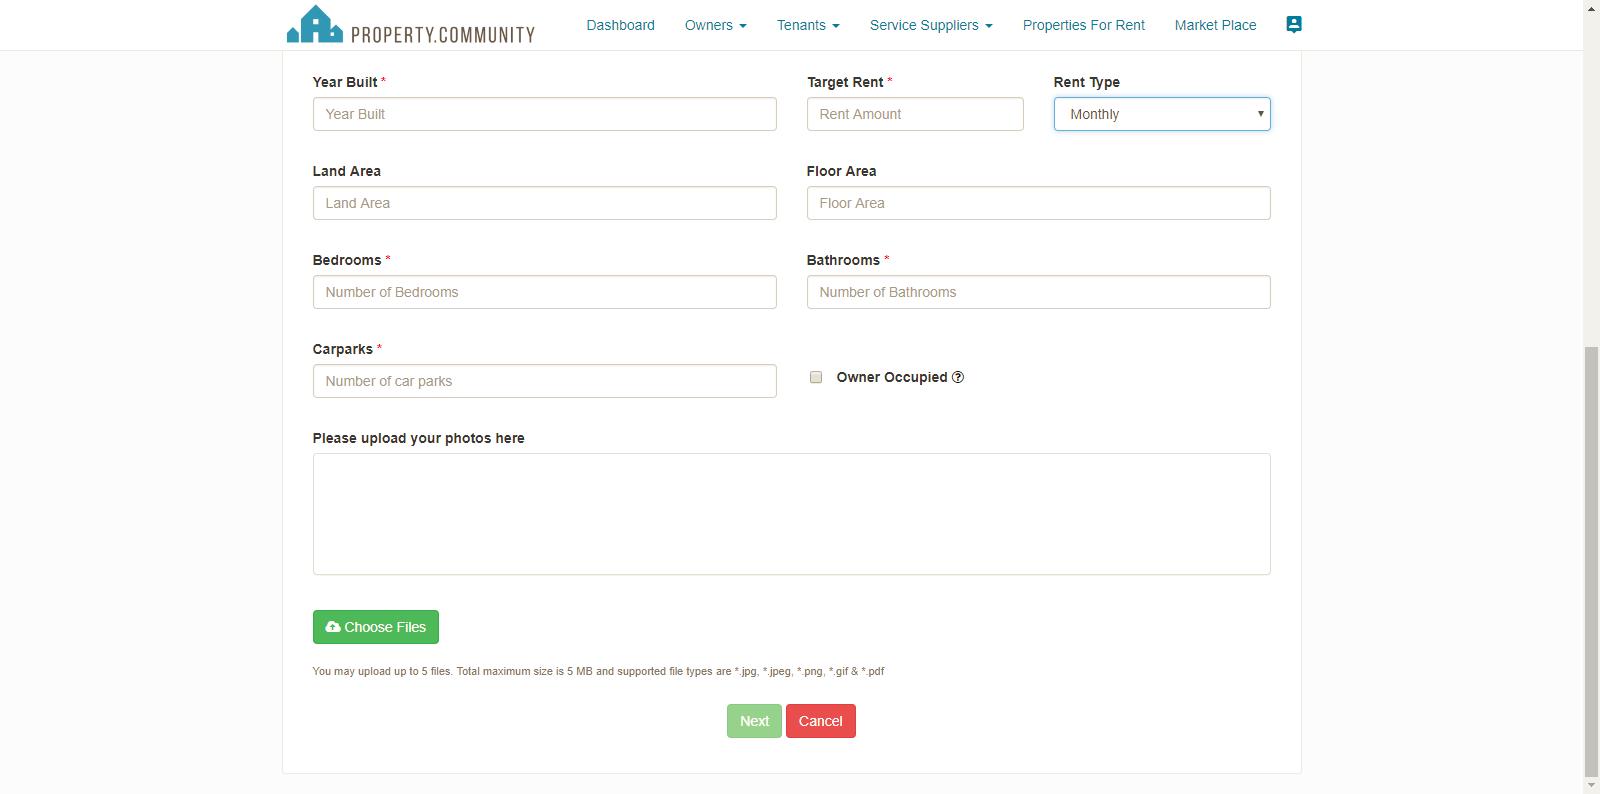 PROPERTY.COMMUNITY
Dashboard Owners Tenants Service Suppliers Properties For Rent Market Place
Year Built * Target Rent * Rent Type
Year Built Rent Amount Monthly
Land Area Floor Area
Land Area Floor Area
Bedrooms * Bathrooms *
Number of Bedrooms Number of Bathrooms
Carparks *
Number of car parks Owner Occupied ?
Please upload your photos here
Choose Files
You may upload up to 5 files. Total maximum size is 5 MB and supported file types are *.jpg, *.jpeg, *.png, *.gif & *.pdf
Next Cancel